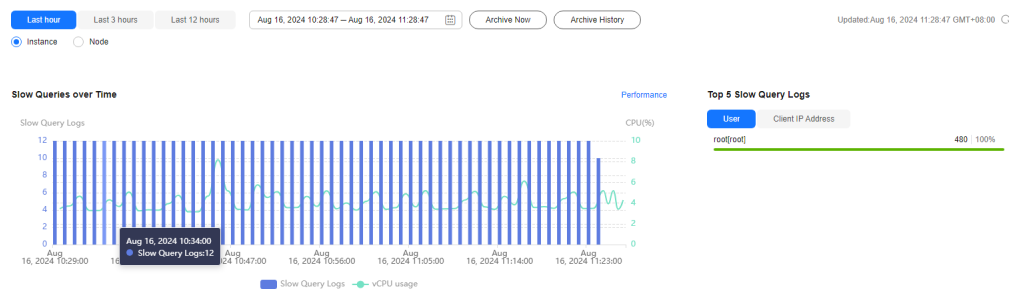 Last hour Last 3 hours Last 12 hours Aug 16, 2024 10:28:47 — Aug 16, 2024 11:28:47 Archive Now Archive History Updated:Aug 16, 2024 11:28:47 GMT+08:00
Instance Node
Slow Queries over Time Performance Top 5 Slow Query Logs
User Client IP Address
Slow Query Logs CPU(%)
root[root] 480 100%
12 10
10 8
8 6
6 4
4 2
2 0
0
Aug 16, 2024 10:34:00
Slow Query Logs:12
Aug Aug Aug Aug Aug Aug
16, 2024 10:29:00 16, 2024 10:47:00 16, 2024 10:56:00 16, 2024 11:05:00 16, 2024 11:14:00 16, 2024 11:23:00
Slow Query Logs vCPU usage